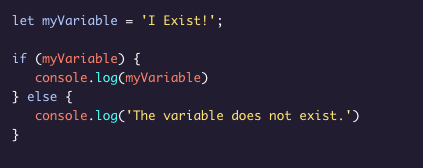 let myVariable = 'I Exist!';

if (myVariable) {
   console.log(myVariable)
} else {
   console.log('The variable does not exist.')
}